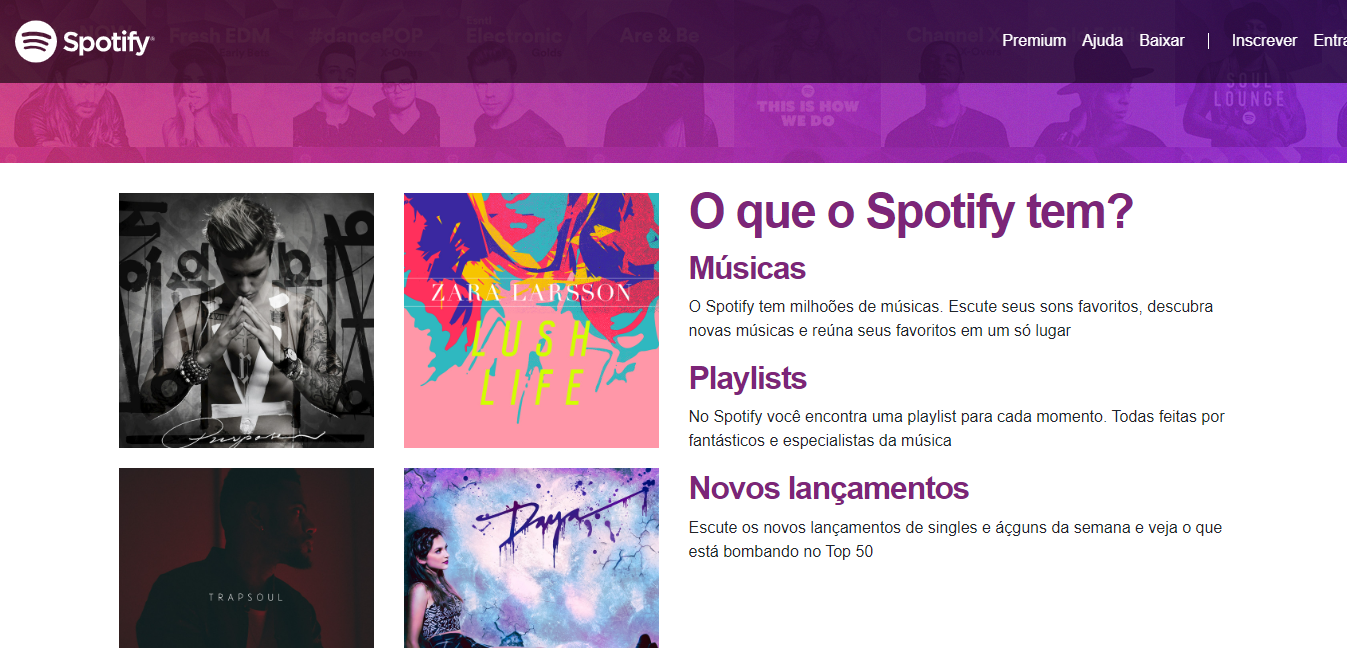 Emti
Fresh EDM
#dancePOP
Electronic
Are & Be
Channel X
Spotify
Premium Ajuda Baixar | Inscrever Entra
SOUL
LOUNGE
THIS IS HOW
WE DO
O que o Spotify tem?
Músicas
O Spotify tem milhoões de músicas. Escute seus sons favoritos, descubra
novas músicas e reúna seus favoritos em um só lugar
Playlists
No Spotify você encontra uma playlist para cada momento. Todas feitas por
fantásticos e especialistas da música
Novos lançamentos
Escute os novos lançamentos de singles e áçguns da semana e veja o que
está bombando no Top 50
ZARA LARSSON
LUSH
LIFE
Purpose
TRAPSOUL
Daya